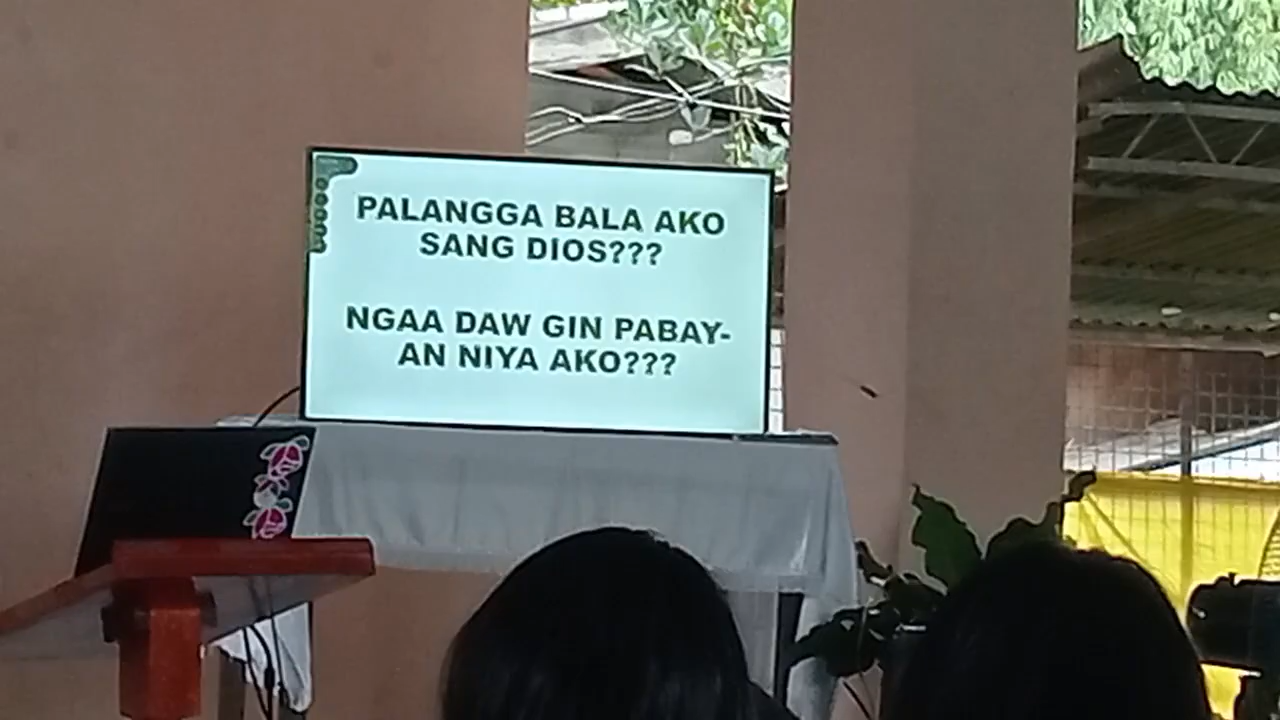 PALANGGA BALA AKO
SANG DIOS???
NGAA DAW GIN PABAY-
AN NIYA AKO???